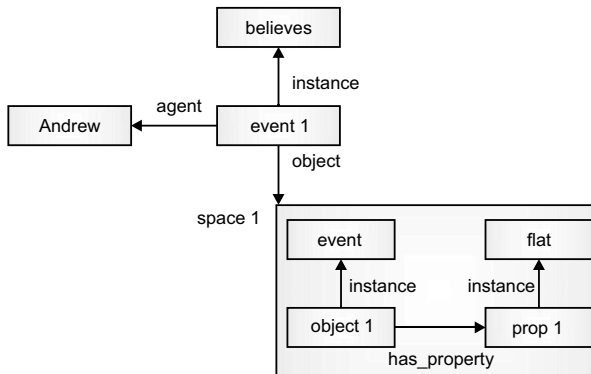 believes
instance
agent
Andrew
event 1
object
space 1
event
flat
instance
instance
object 1
prop 1
has_property